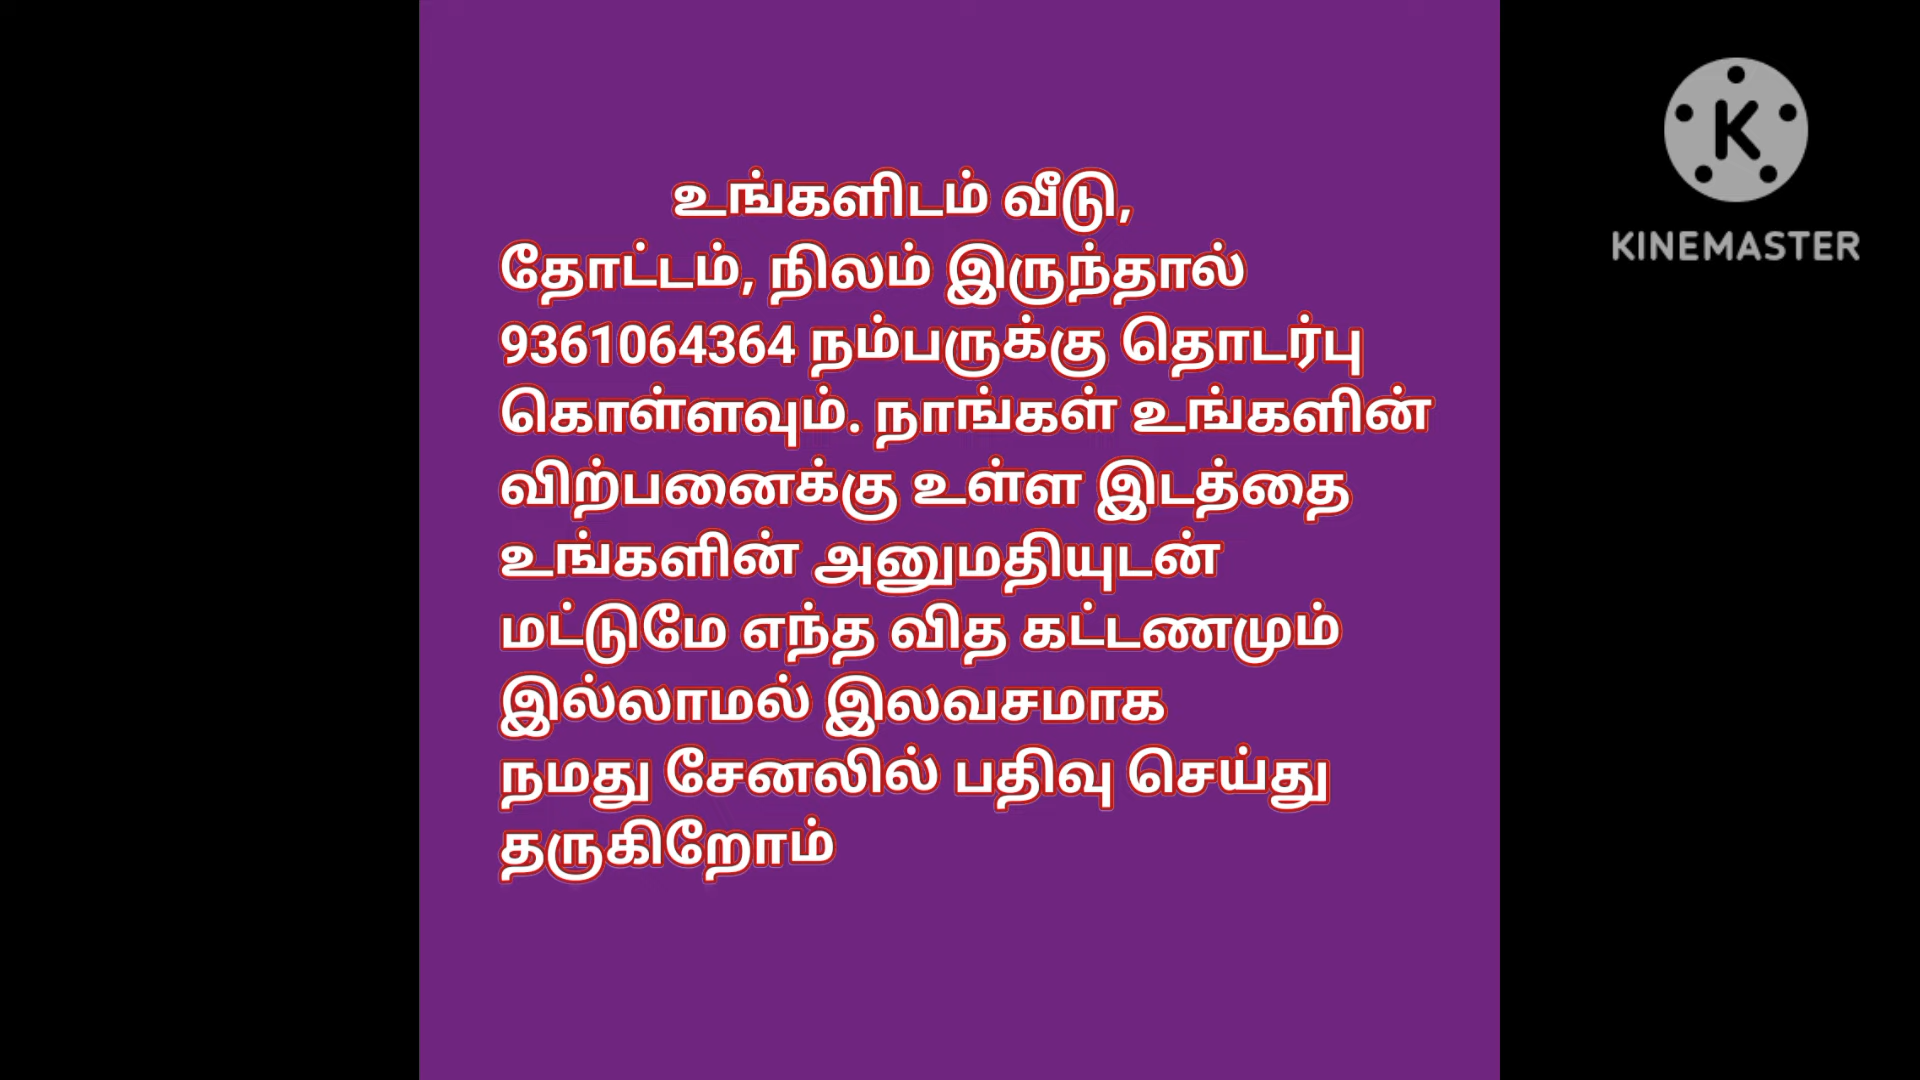 உங்களிடம் வீடு,
தோட்டம், நிலம் இருந்தால்
9361064364 நம்பருக்கு தொடர்பு
கொள்ளவும். நாங்கள் உங்களின்
விற்பனைக்கு உள்ள இடத்தை
உங்களின் அனுமதியுடன்
மட்டுமே எந்த வித கட்டணமும்
இல்லாமல் இலவசமாக
நமது சேனலில் பதிவு செய்து
தருகிறோம்
K
KINEMASTER